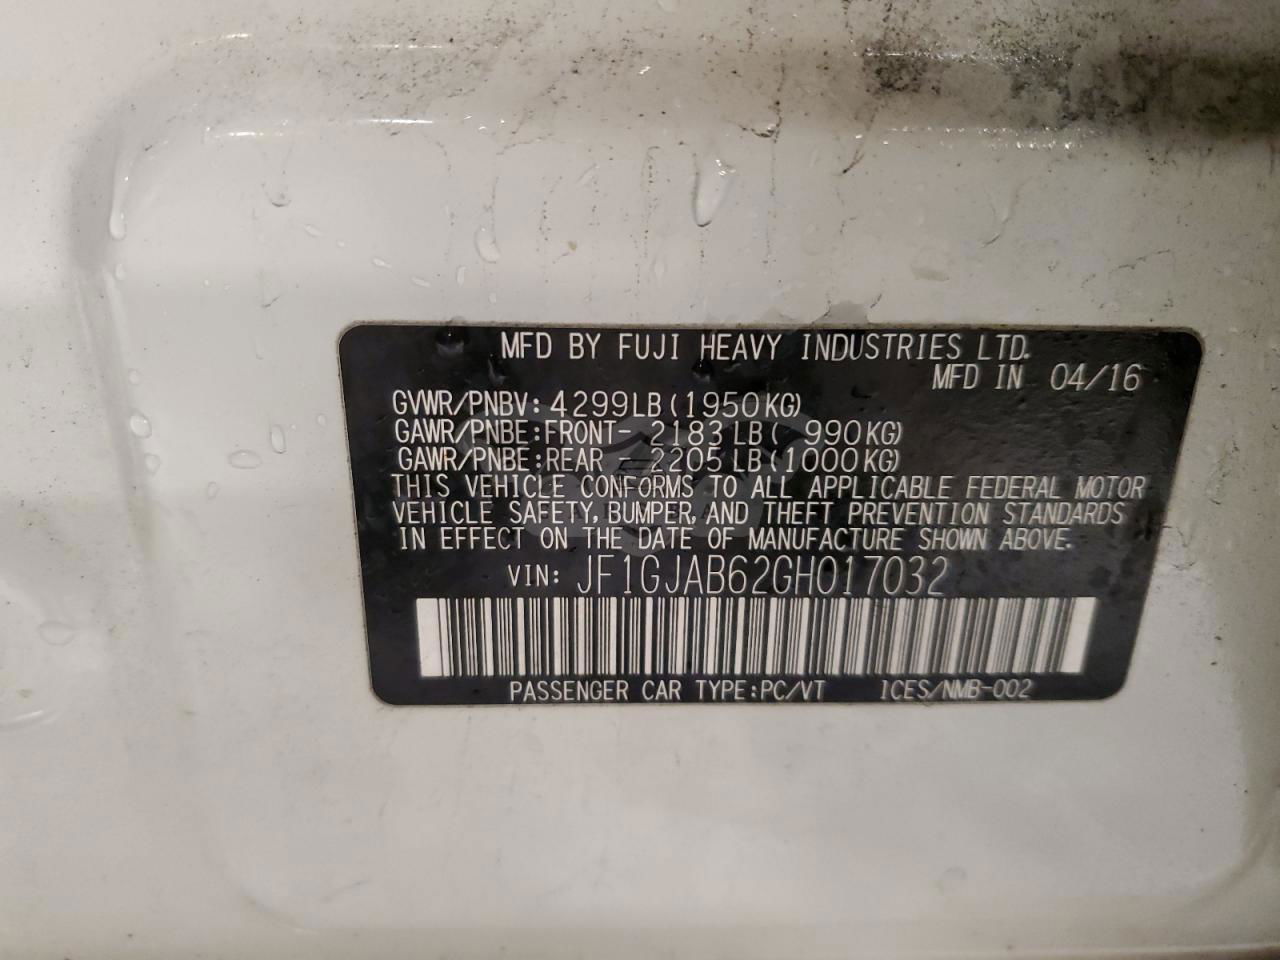 MFD BY FUJI HEAVY INDUSTRIES LTD.
MFD IN 04/16
GVWR/PNBV: 4299LB (1950KG)
GAWR/PNBE: FRONT- 2183 LB ( 990KG)
GAWR/PNBE: REAR - 2205 LB (1000KG)
THIS VEHICLE CONFORMS TO ALL APPLICABLE FEDERAL MOTOR
VEHICLE SAFETY, BUMPER, AND THEFT PREVENTION STANDARDS
IN EFFECT ON THE DATE OF MANUFACTURE SHOWN ABOVE.
VIN: JF1GJAB62GH017032
PASSENGER CAR TYPE:PC/VT ICES/NMB-002